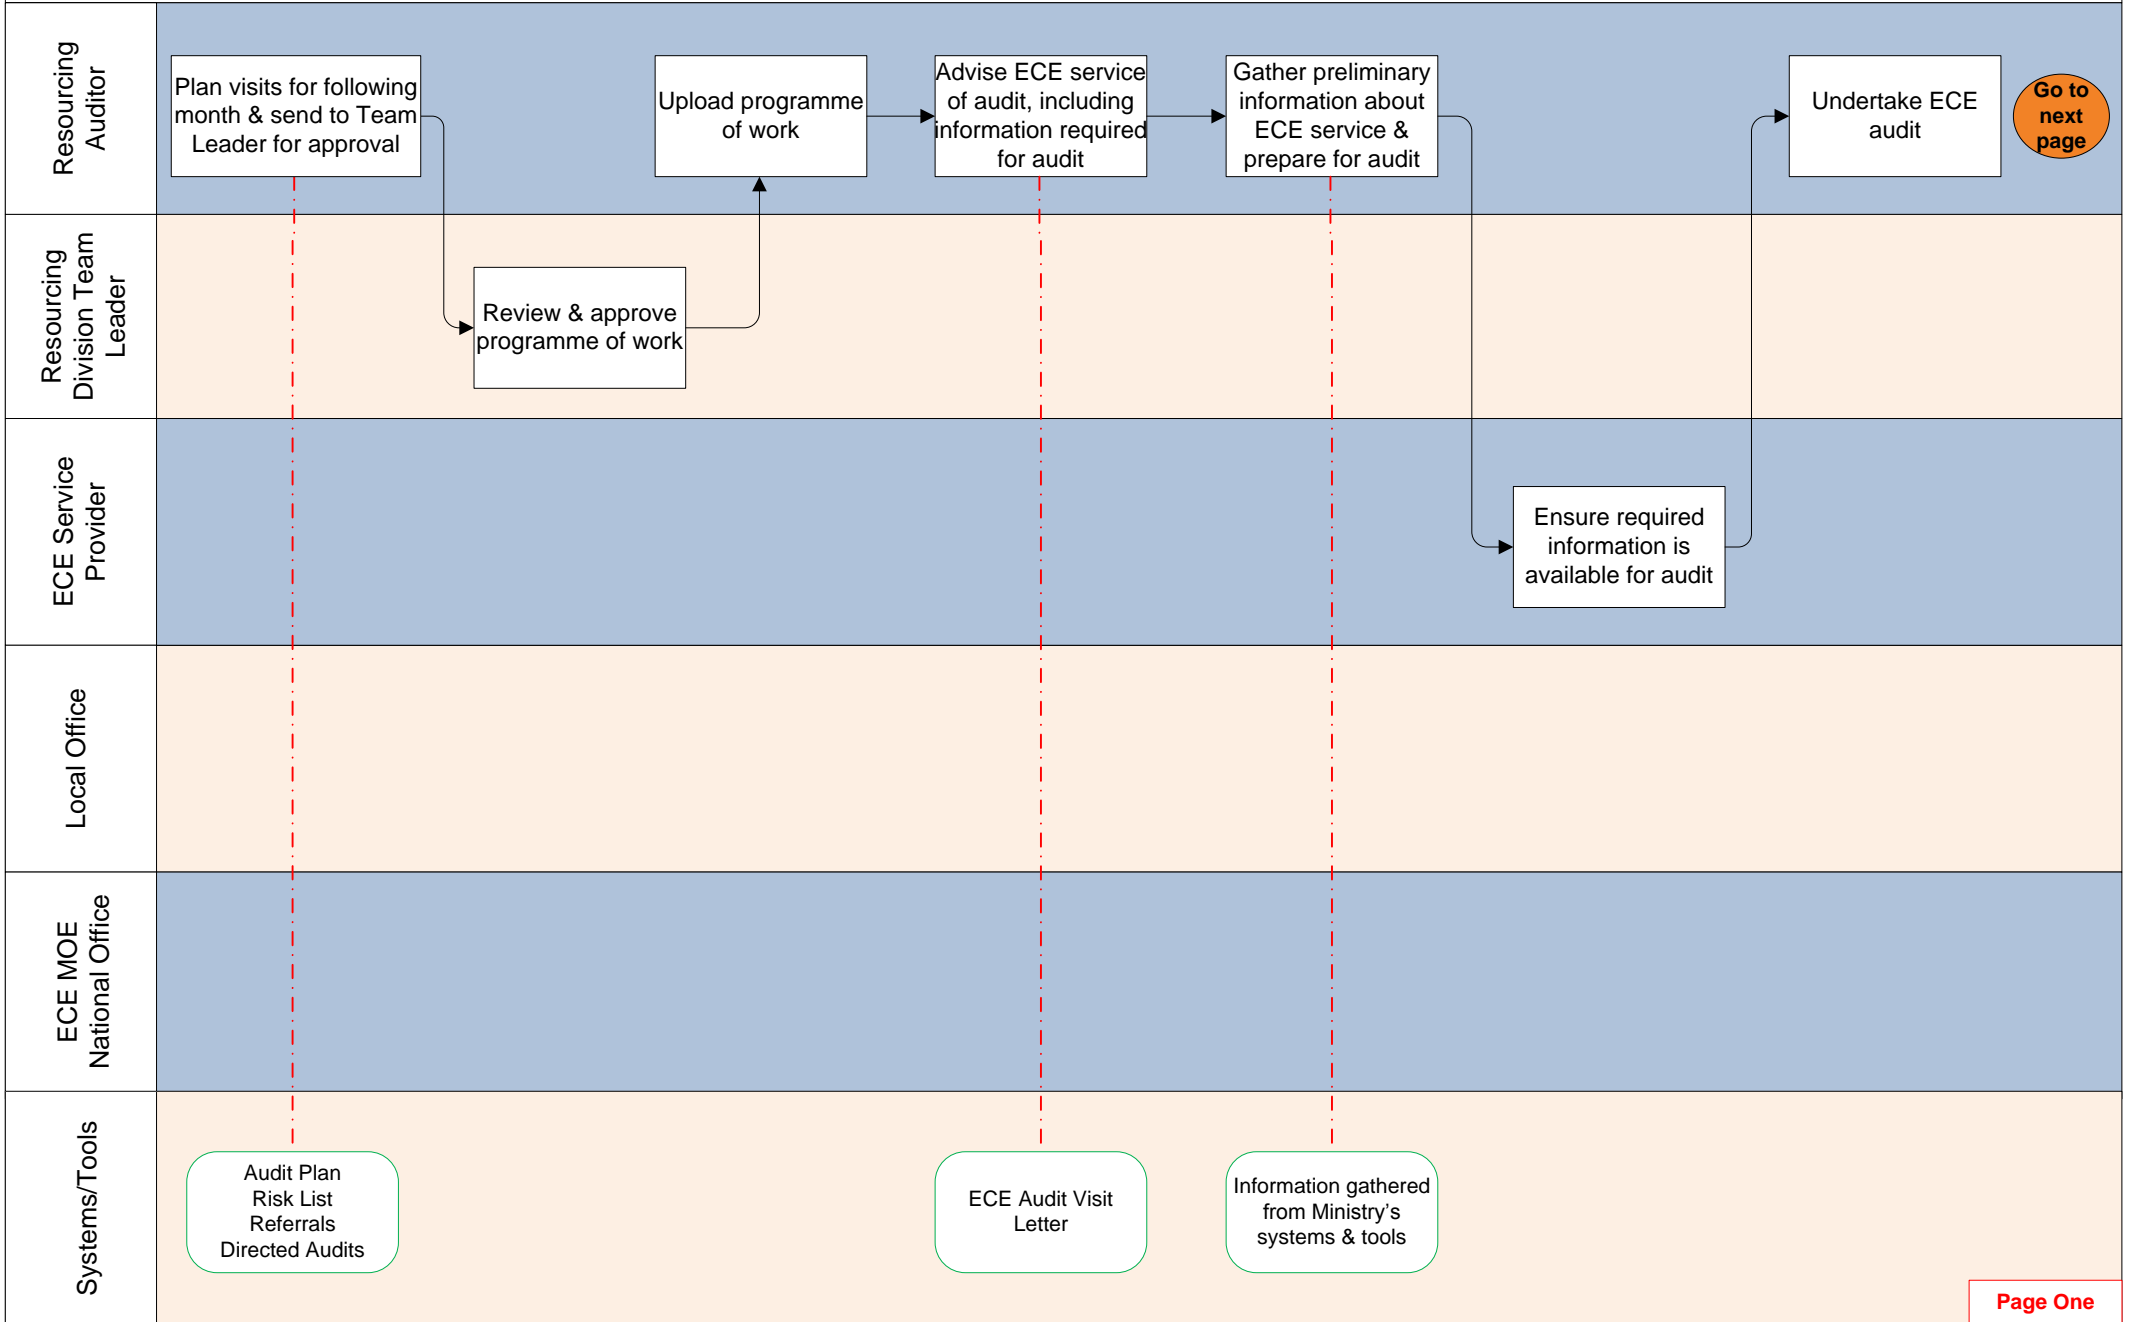 Resourcing
Auditor
Plan visits for following
month & send to Team
Leader for approval
Upload programme
of work
Advise ECE service
of audit, including
information required
for audit
Gather preliminary
information about
ECE service &
prepare for audit
Undertake ECE
audit
Go to
next
page
Resourcing
Division Team
Leader
Review & approve
programme of work
ECE Service
Provider
Ensure required
information is
available for audit
Local Office
ECE MOE
National Office
Systems/Tools
Audit Plan
Risk List
Referrals
Directed Audits
ECE Audit Visit
Letter
Information gathered
from Ministry’s
systems & tools
Page One